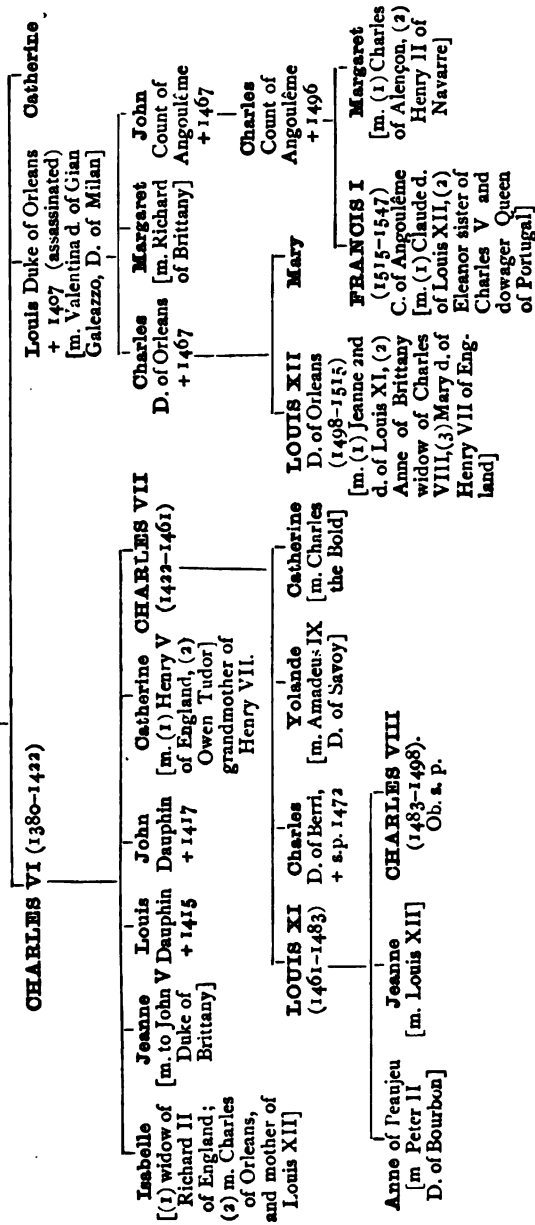 CHARLES VI (1380–1422)
Louis Duke of Orleans
+ 1407 (assassinated)
[m. Valentina d. of Gian
Galeazzo, D. of Milan]
Catherine
Isabelle
[(1) widow of
Richard II
of England;
(2) m. Charles
of Orleans,
and mother of
Louis XII]
Jeanne
[m. to John V
Duke of
Brittany]
Louis
Dauphin
+ 1415
John
Dauphin
+ 1417
Catherine
[m. (1) Henry V
of England, (2)
Owen Tudor]
grandmother of
Henry VII.
CHARLES VII
(1422–1461)
Charles
D. of Orleans
+ 1467
Margaret
[m. Richard
of Brittany]
John
Count of
Angoulême
+ 1467
LOUIS XI
(1461–1483)
Charles
D. of Berri,
+ s.p. 1472
Yolande
[m. Amadeus IX
D. of Savoy]
Catherine
[m. Charles
the Bold]
LOUIS XII
D. of Orleans
(1498–1515)
[m. (1) Jeanne 2nd
d. of Louis XI, (2)
Anne of Brittany
widow of Charles
VIII, (3) Mary d. of
Henry VII of Eng-
land]
Mary
Charles
Count of
Angoulême
+ 1496
Anne of Beaujeu
[m Peter II
D. of Bourbon]
Jeanne
[m. Louis XII]
CHARLES VIII
(1483–1498).
Ob. s. p.
FRANCIS I
(1515–1547)
C. of Angoulême
[m. (1) Claude d.
of Louis XII, (2)
Eleanor sister of
Charles V and
dowager Queen
of Portugal]
Margaret
[m. (1) Charles
of Alençon, (2)
Henry II of
Navarre]